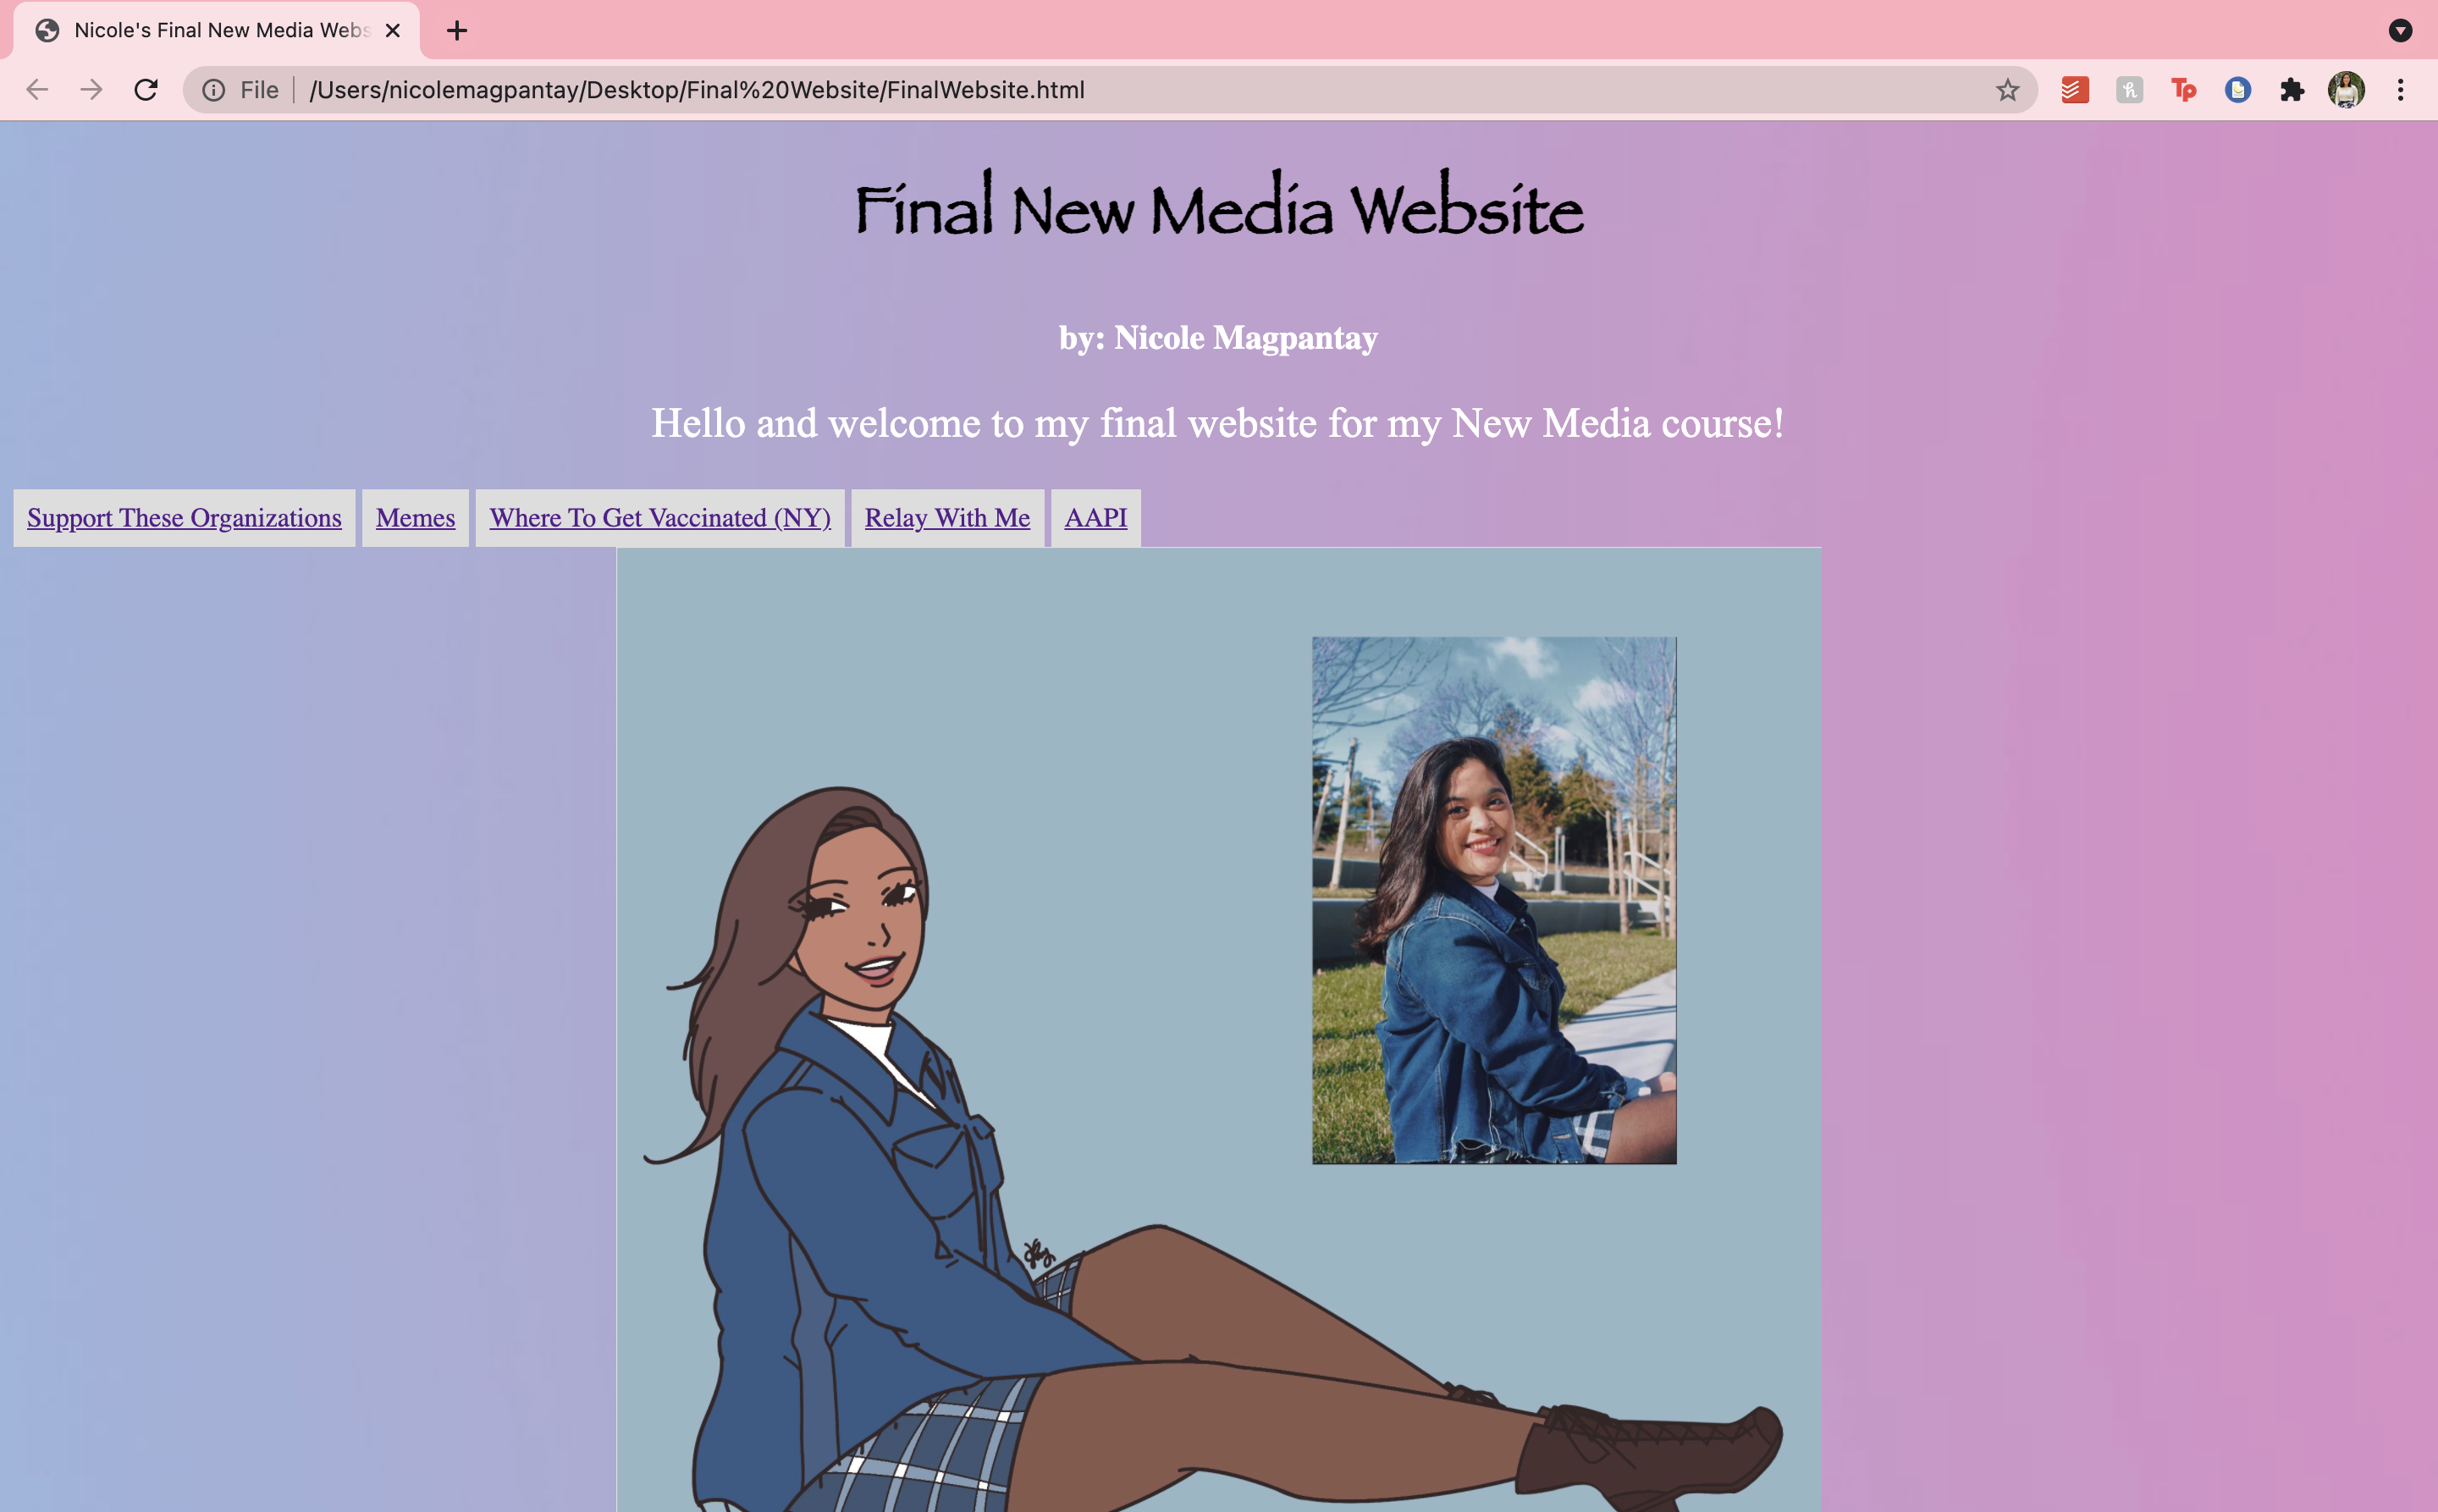 Nicole's Final New Media Webs
File /Users/nicolemagpantay/Desktop/Final%20Website/FinalWebsite.html
Tp
Final New Media Website
by: Nicole Magpantay
Hello and welcome to my final website for my New Media course!
Support These Organizations Memes Where To Get Vaccinated (NY) Relay With Me AAPI